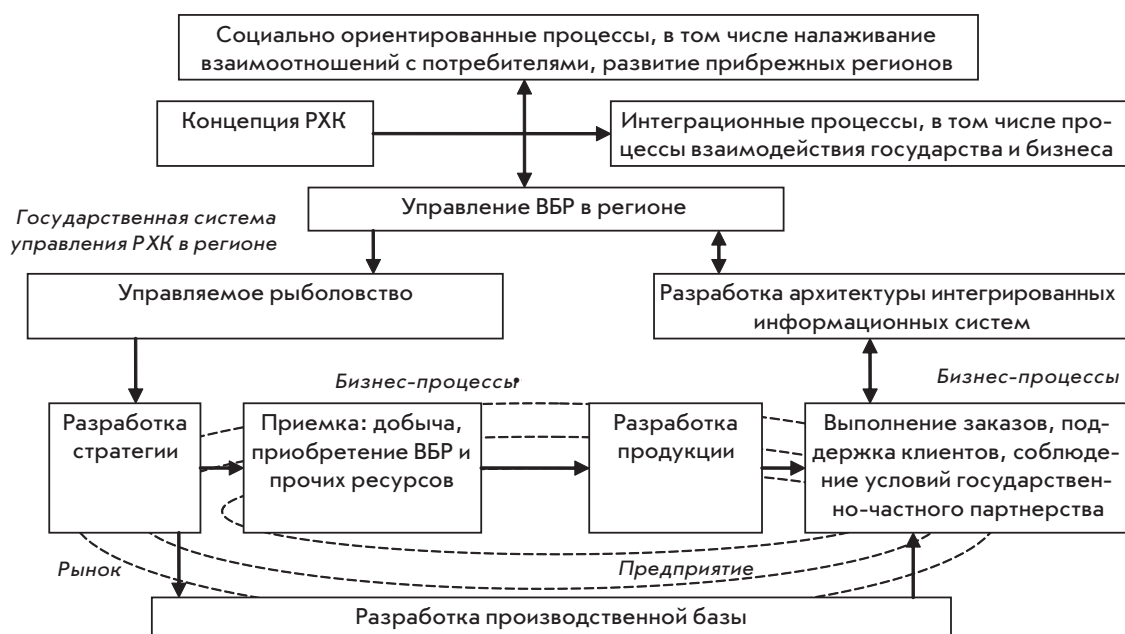 Социально ориентированные процессы, в том числе налаживание
взаимоотношений с потребителями, развитие прибрежных регионов
Концепция РХК
Интеграционные процессы, в том числе про-
цессы взаимодействия государства и бизнеса
Управление ВБР в регионе
Государственная система
управления РХК в регионе
Управляемое рыболовство
Разработка архитектуры интегрированных
информационных систем
Бизнес-процессы
Бизнес-процессы
Разработка
стратегии
Приемка: добыча,
приобретение ВБР и
прочих ресурсов
Разработка
продукции
Выполнение заказов, под-
держка клиентов, соблюде-
ние условий государствен-
но-частного партнерства
Рынок
Предприятие
Разработка производственной базы